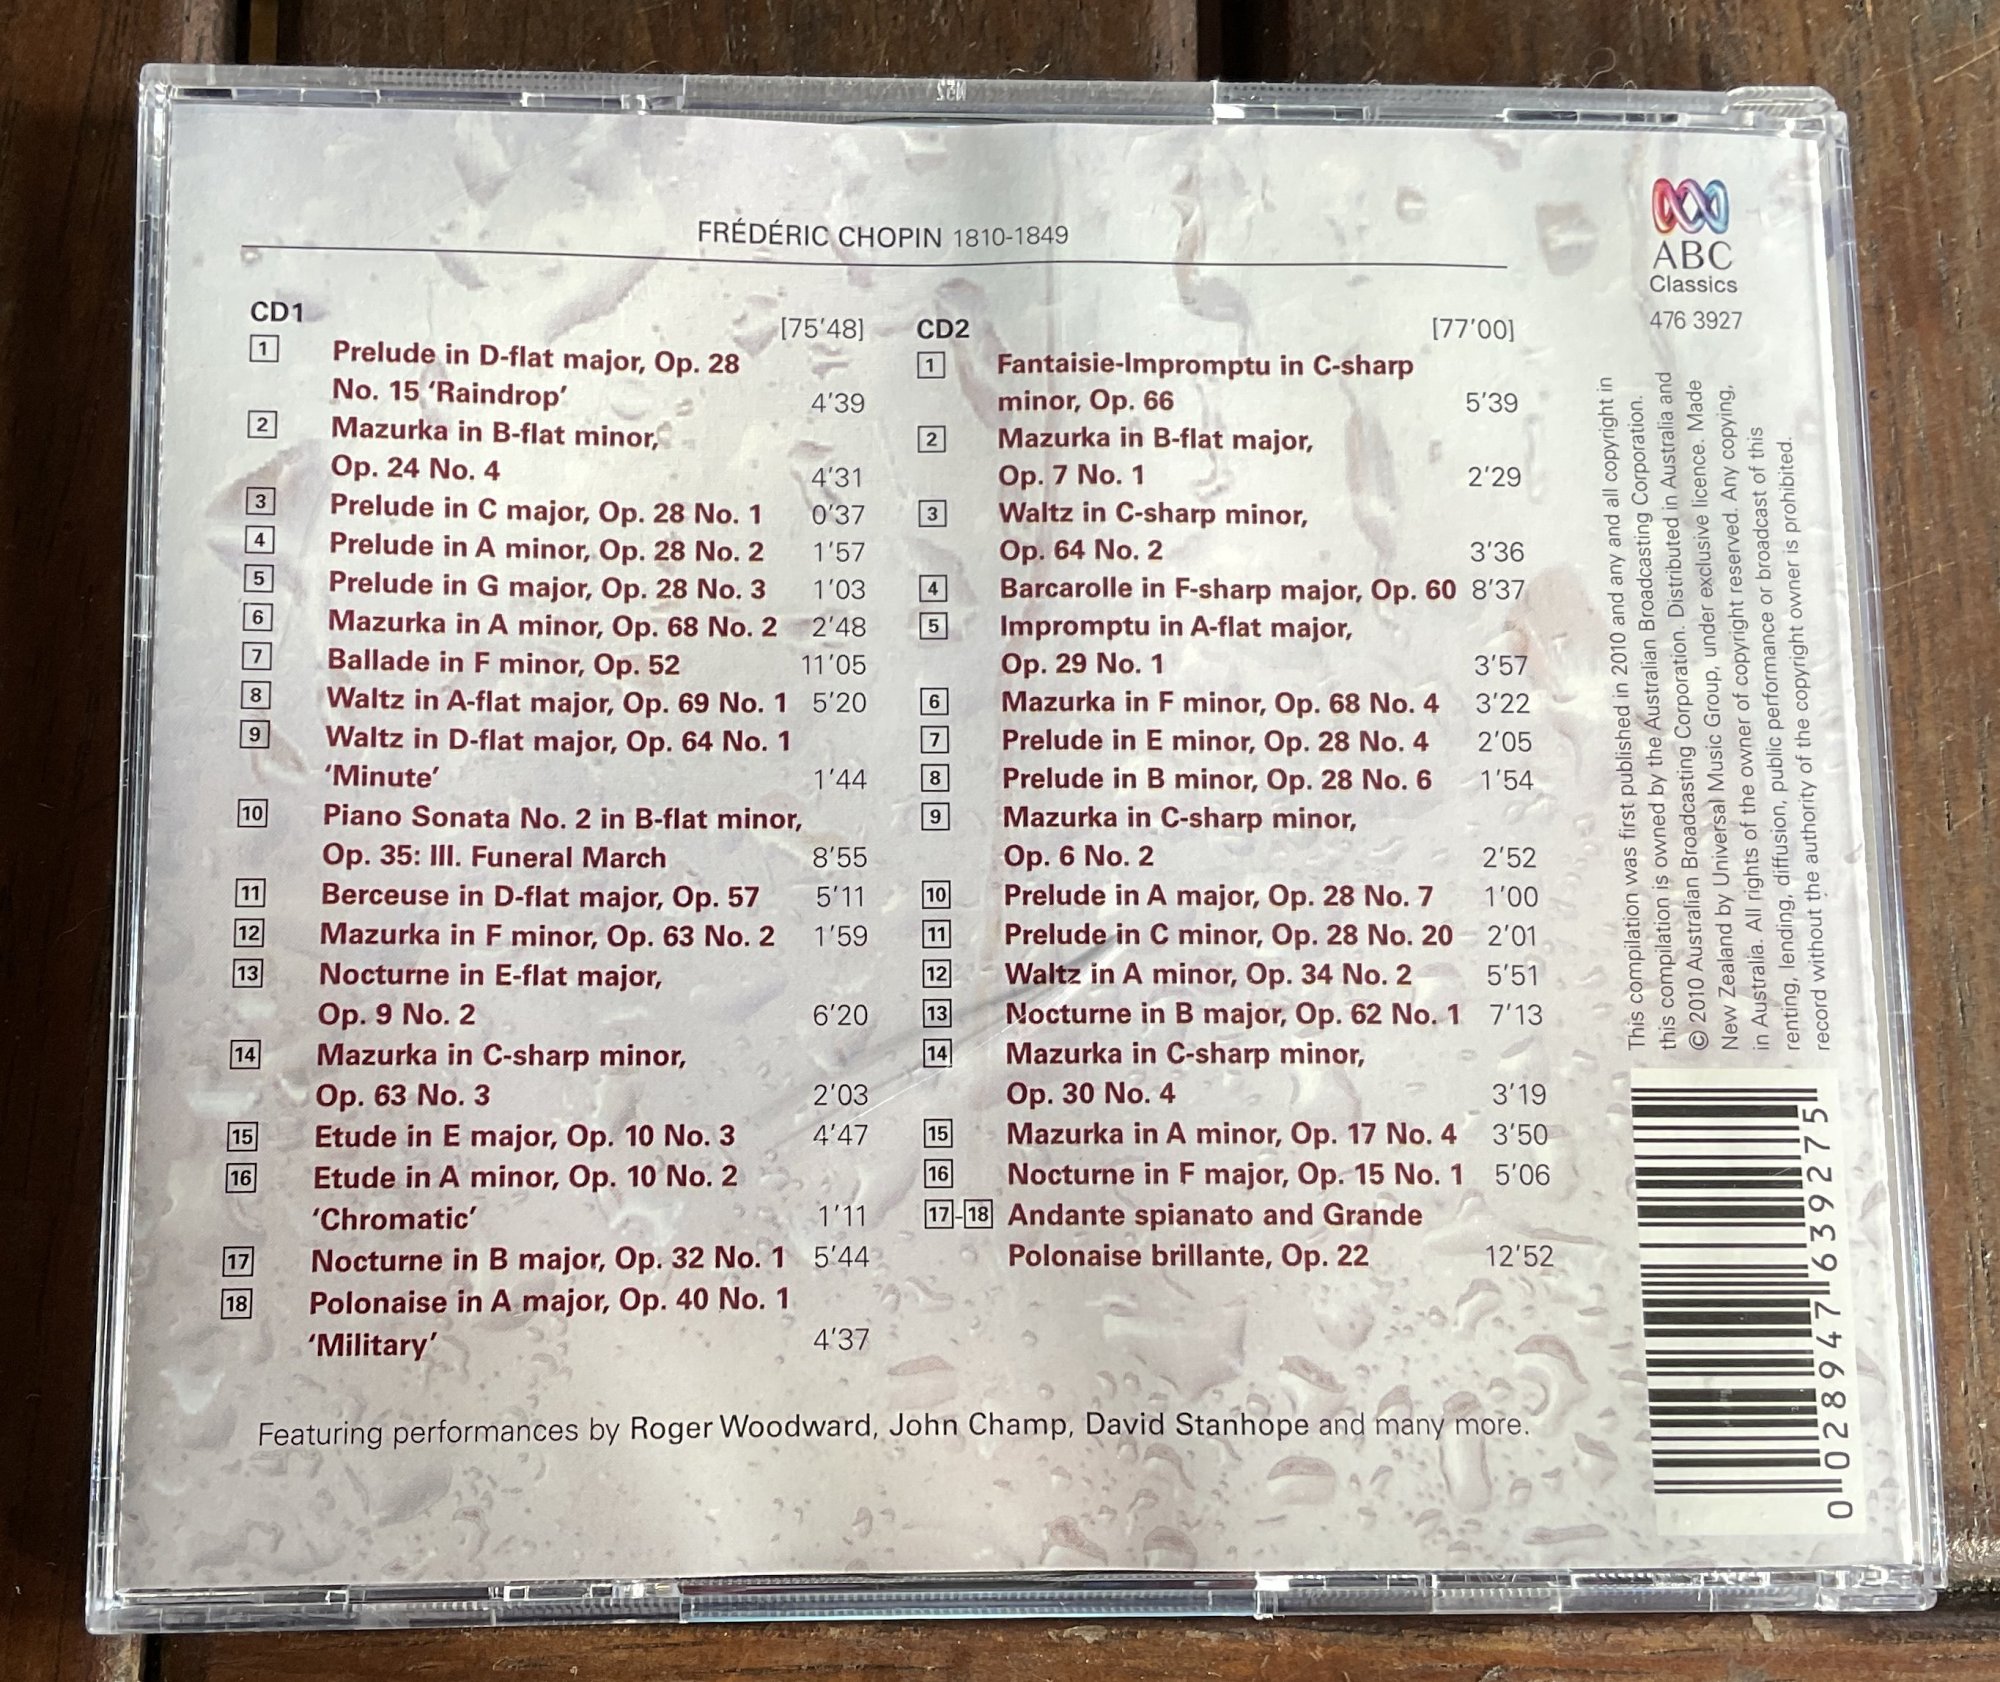 FRÉDÉRIC CHOPIN 1810-1849
CD1 [75'48]
1 Prelude in D-flat major, Op. 28
No. 15 ‘Raindrop’ 4'39
2 Mazurka in B-flat minor,
Op. 24 No. 4 4'31
3 Prelude in C major, Op. 28 No. 1 0'37
4 Prelude in A minor, Op. 28 No. 2 1'57
5 Prelude in G major, Op. 28 No. 3 1'03
6 Mazurka in A minor, Op. 68 No. 2 2'48
7 Ballade in F minor, Op. 52 11'05
8 Waltz in A-flat major, Op. 69 No. 1 5'20
9 Waltz in D-flat major, Op. 64 No. 1
‘Minute’ 1'44
10 Piano Sonata No. 2 in B-flat minor,
Op. 35: III. Funeral March 8'55
11 Berceuse in D-flat major, Op. 57 5'11
12 Mazurka in F minor, Op. 63 No. 2 1'59
13 Nocturne in E-flat major,
Op. 9 No. 2 6'20
14 Mazurka in C-sharp minor,
Op. 63 No. 3 2'03
15 Etude in E major, Op. 10 No. 3 4'47
16 Etude in A minor, Op. 10 No. 2
‘Chromatic’ 1'11
17 Nocturne in B major, Op. 32 No. 1 5'44
18 Polonaise in A major, Op. 40 No. 1
‘Military’ 4'37
CD2 [77'00]
1 Fantaisie-Impromptu in C-sharp
minor, Op. 66 5'39
2 Mazurka in B-flat major,
Op. 7 No. 1 2'29
3 Waltz in C-sharp minor,
Op. 64 No. 2 3'36
4 Barcarolle in F-sharp major, Op. 60 8'37
5 Impromptu in A-flat major,
Op. 29 No. 1 3'57
6 Mazurka in F minor, Op. 68 No. 4 3'22
7 Prelude in E minor, Op. 28 No. 4 2'05
8 Prelude in B minor, Op. 28 No. 6 1'54
9 Mazurka in C-sharp minor,
Op. 6 No. 2 2'52
10 Prelude in A major, Op. 28 No. 7 1'00
11 Prelude in C minor, Op. 28 No. 20 2'01
12 Waltz in A minor, Op. 34 No. 2 5'51
13 Nocturne in B major, Op. 62 No. 1 7'13
14 Mazurka in C-sharp minor,
Op. 30 No. 4 3'19
15 Mazurka in A minor, Op. 17 No. 4 3'50
16 Nocturne in F major, Op. 15 No. 1 5'06
17-18 Andante spianato and Grande
Polonaise brillante, Op. 22 12'52
Featuring performances by Roger Woodward, John Champ, David Stanhope and many more.
ABC
Classics
476 3927
This compilation was first published in 2010 and any and all copyright in
this compilation is owned by the Australian Broadcasting Corporation.
© 2010 Australian Broadcasting Corporation. Distributed in Australia and
New Zealand by Universal Music Group, under exclusive licence. Made
in Australia. All rights of the owner of copyright reserved. Any copying,
renting, lending, diffusion, public performance or broadcast of this
record without the authority of the copyright owner is prohibited.
0 028947 639275